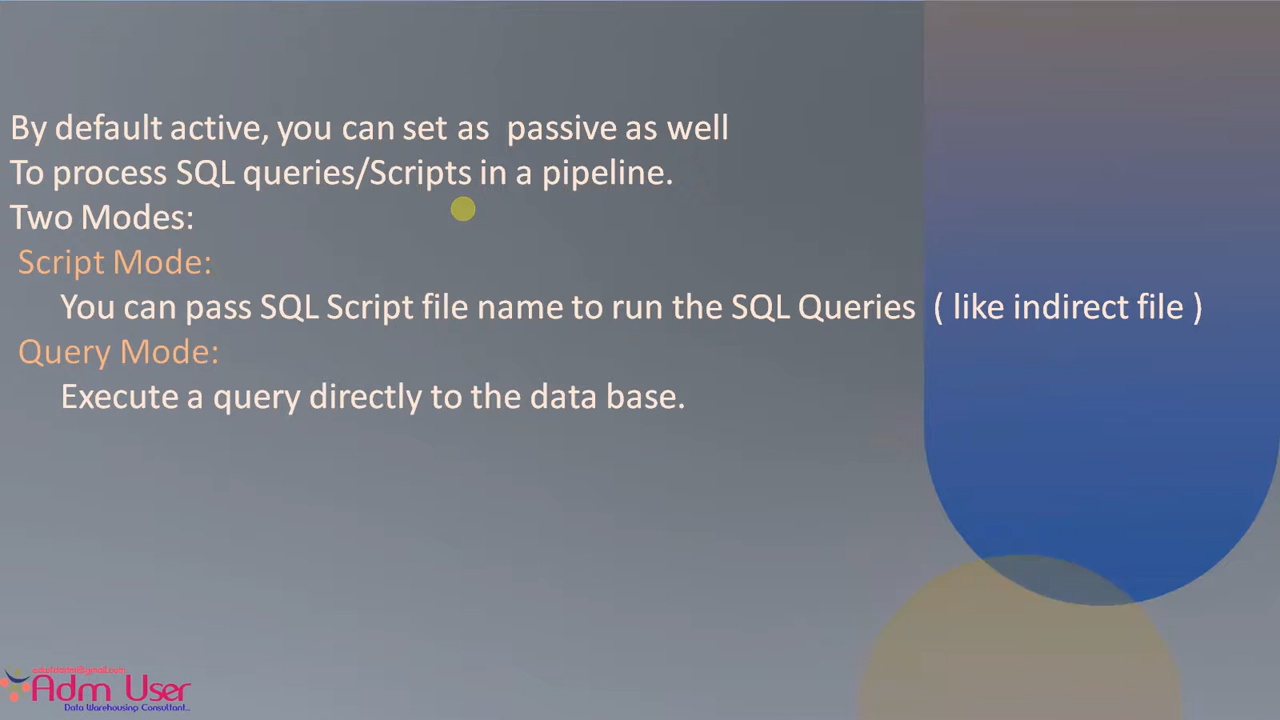 By default active, you can set as passive as well
To process SQL queries/Scripts in a pipeline.
Two Modes:
Script Mode:
You can pass SQL Script file name to run the SQL Queries ( like indirect file )
Query Mode:
Execute a query directly to the data base.
Adm User
Data Warehousing Consultant..